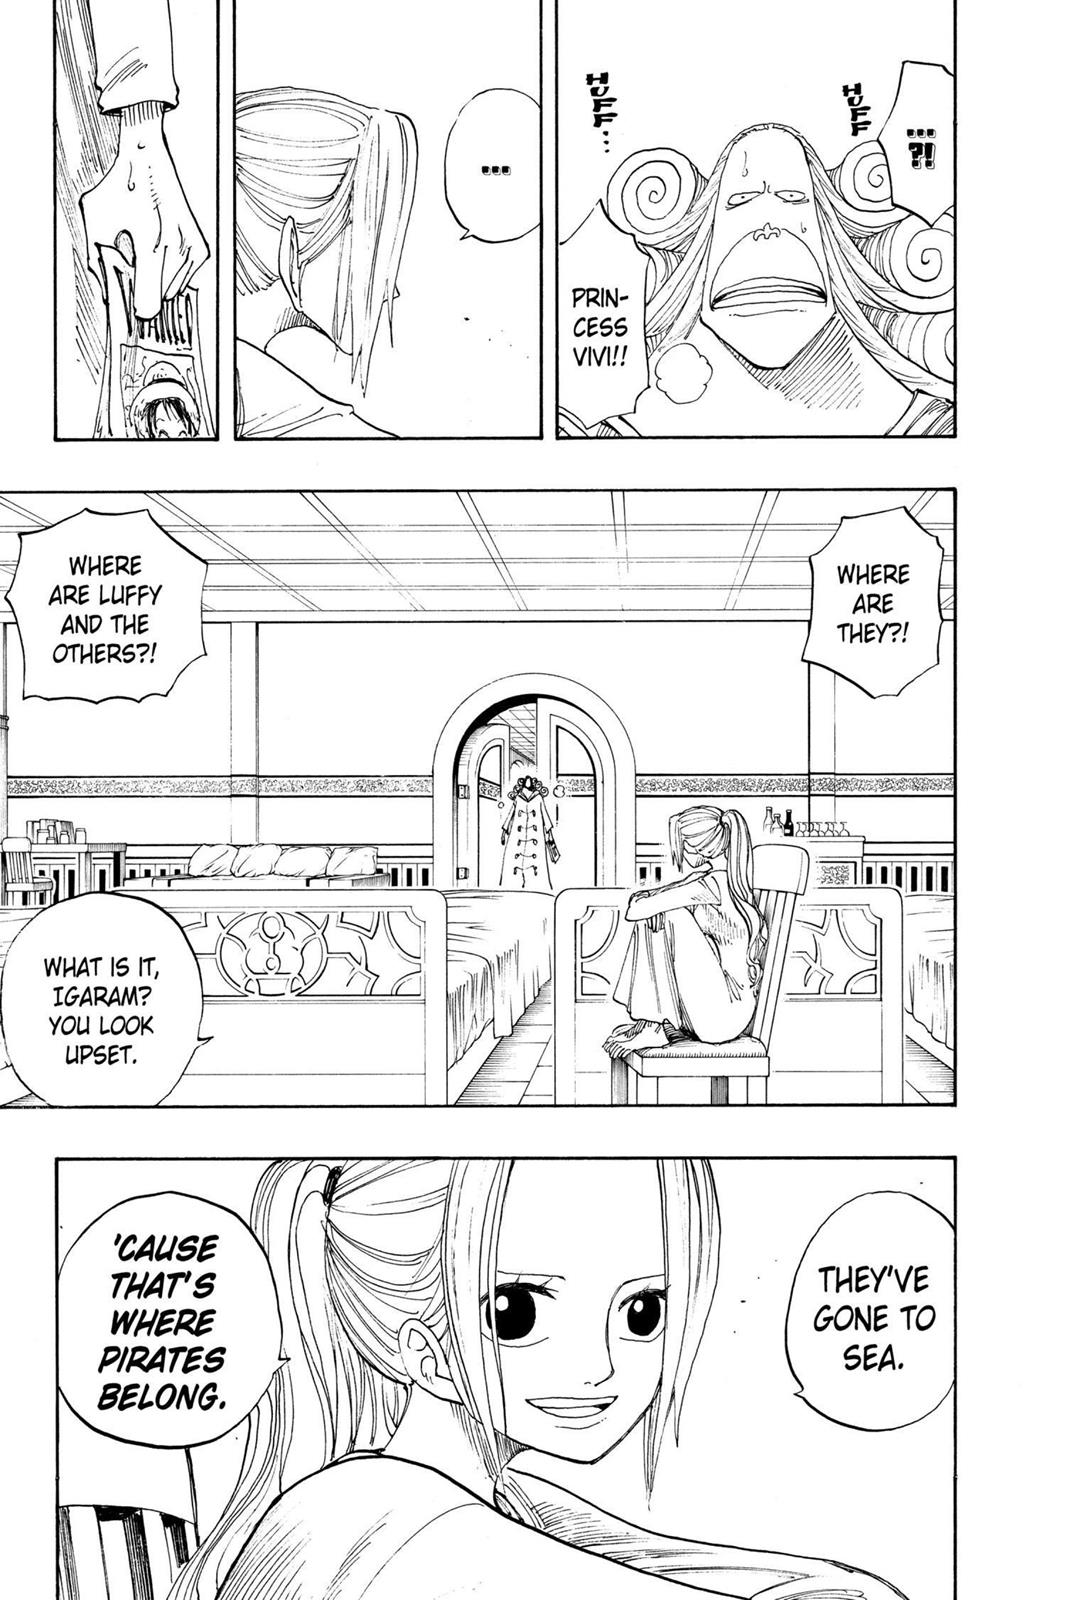 HUFF
...?!
HUFF...
PRIN-
CESS
VIVI!!
...
WHERE
ARE
THEY?!
WHERE
ARE LUFFY
AND THE
OTHERS?!
WHAT IS IT,
IGARAM?
YOU LOOK
UPSET.
THEY'VE
GONE TO
SEA.
'CAUSE
THAT'S
WHERE
PIRATES
BELONG.